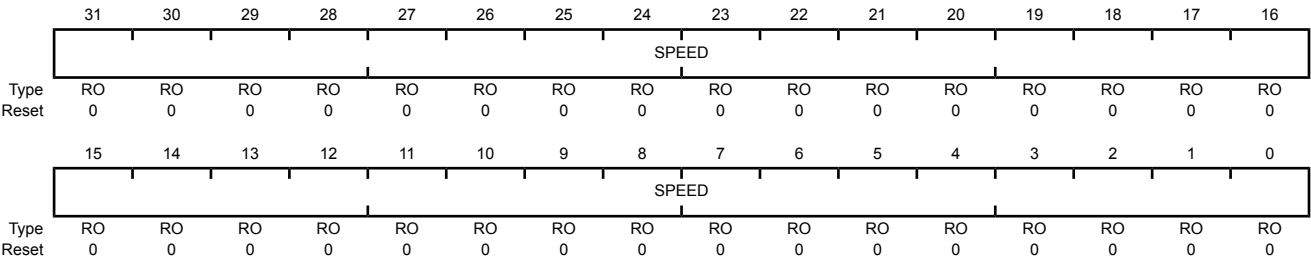 31 30 29 28 27 26 25 24 23 22 21 20 19 18 17 16
SPEED
Type RO RO RO RO RO RO RO RO RO RO RO RO RO RO RO RO
Reset 0 0 0 0 0 0 0 0 0 0 0 0 0 0 0 0
15 14 13 12 11 10 9 8 7 6 5 4 3 2 1 0
SPEED
Type RO RO RO RO RO RO RO RO RO RO RO RO RO RO RO RO
Reset 0 0 0 0 0 0 0 0 0 0 0 0 0 0 0 0